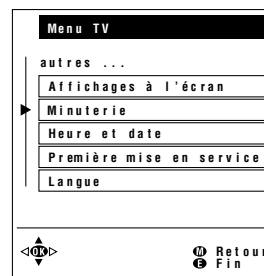 Menu TV
autres ...
Affichages à l'écran
Minuterie
Heure et date
Première mise en service
Langue
OK
M Retour
E Fin